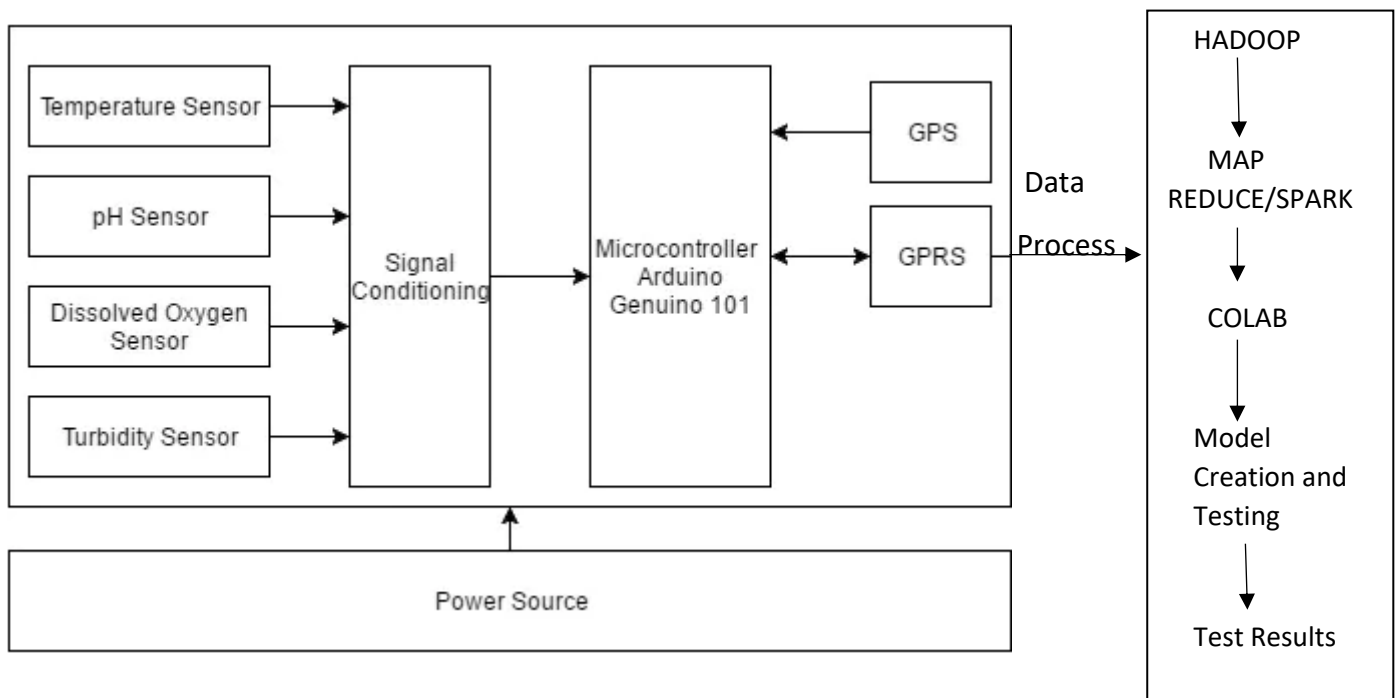 Temperature Sensor
pH Sensor
Dissolved Oxygen
Sensor
Turbidity Sensor
Signal
Conditioning
Microcontroller
Arduino
Genuino 101
GPS
GPRS
Power Source
Data
Process
HADOOP
MAP
REDUCE/SPARK
COLAB
Model
Creation and
Testing
Test Results